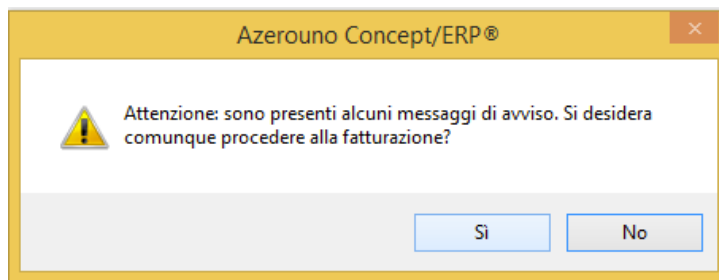 Azerouno Concept/ERP®
Attenzione: sono presenti alcuni messaggi di avviso. Si desidera
comunque procedere alla fatturazione?
Sì
No